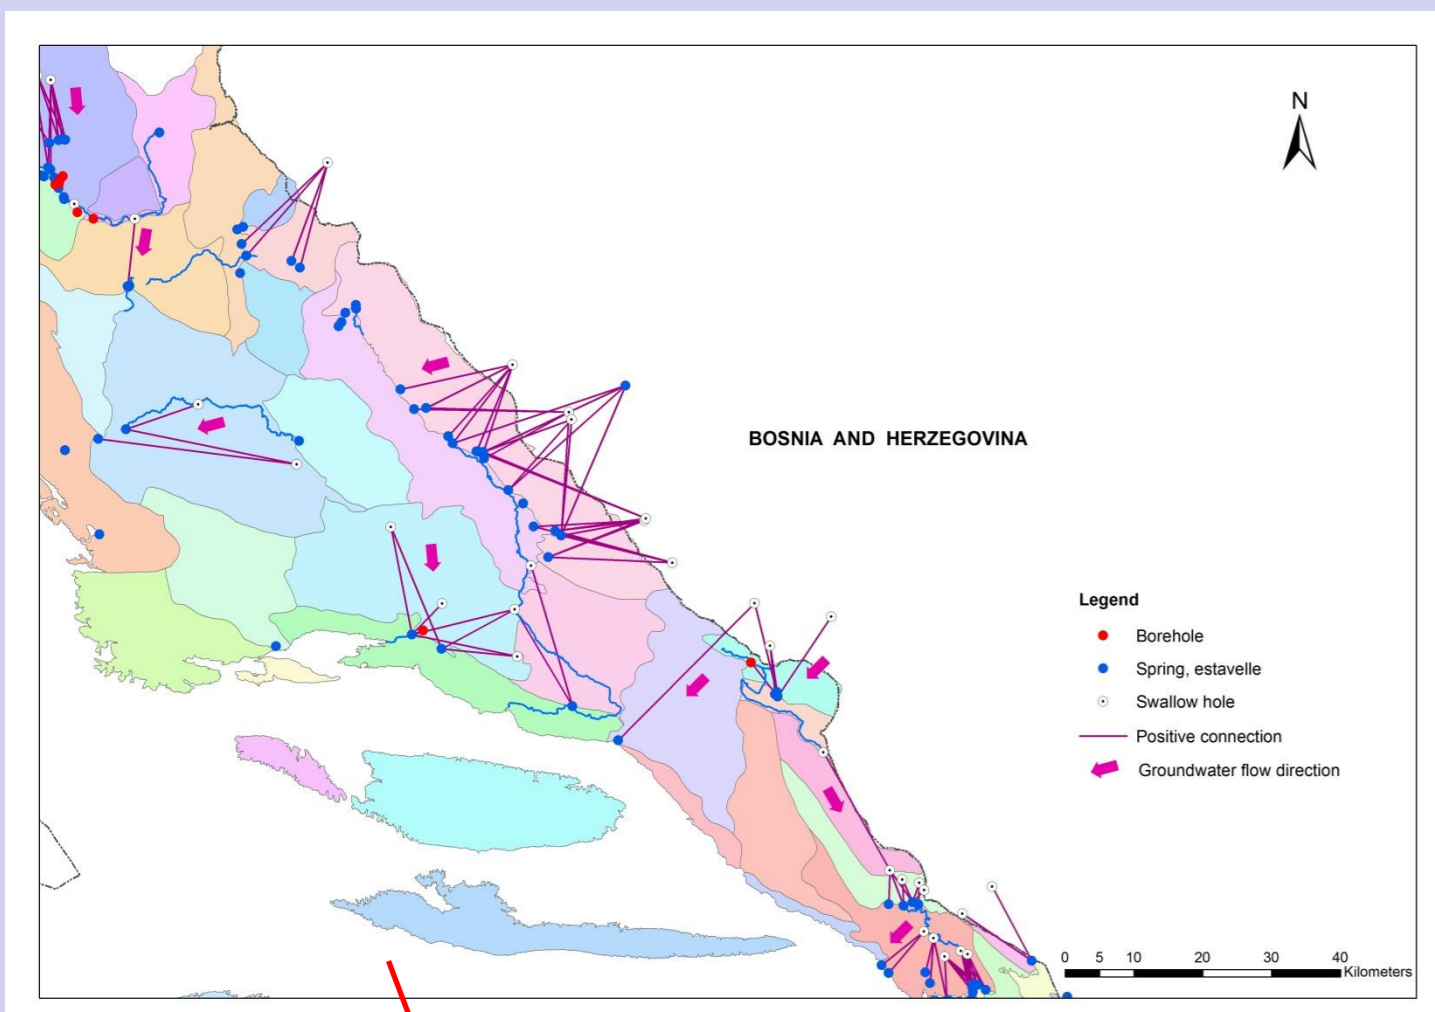 N
BOSNIA AND HERZEGOVINA
Legend
Borehole
Spring, estavelle
Swallow hole
Positive connection
Groundwater flow direction
0 5 10 20 30 40
Kilometers